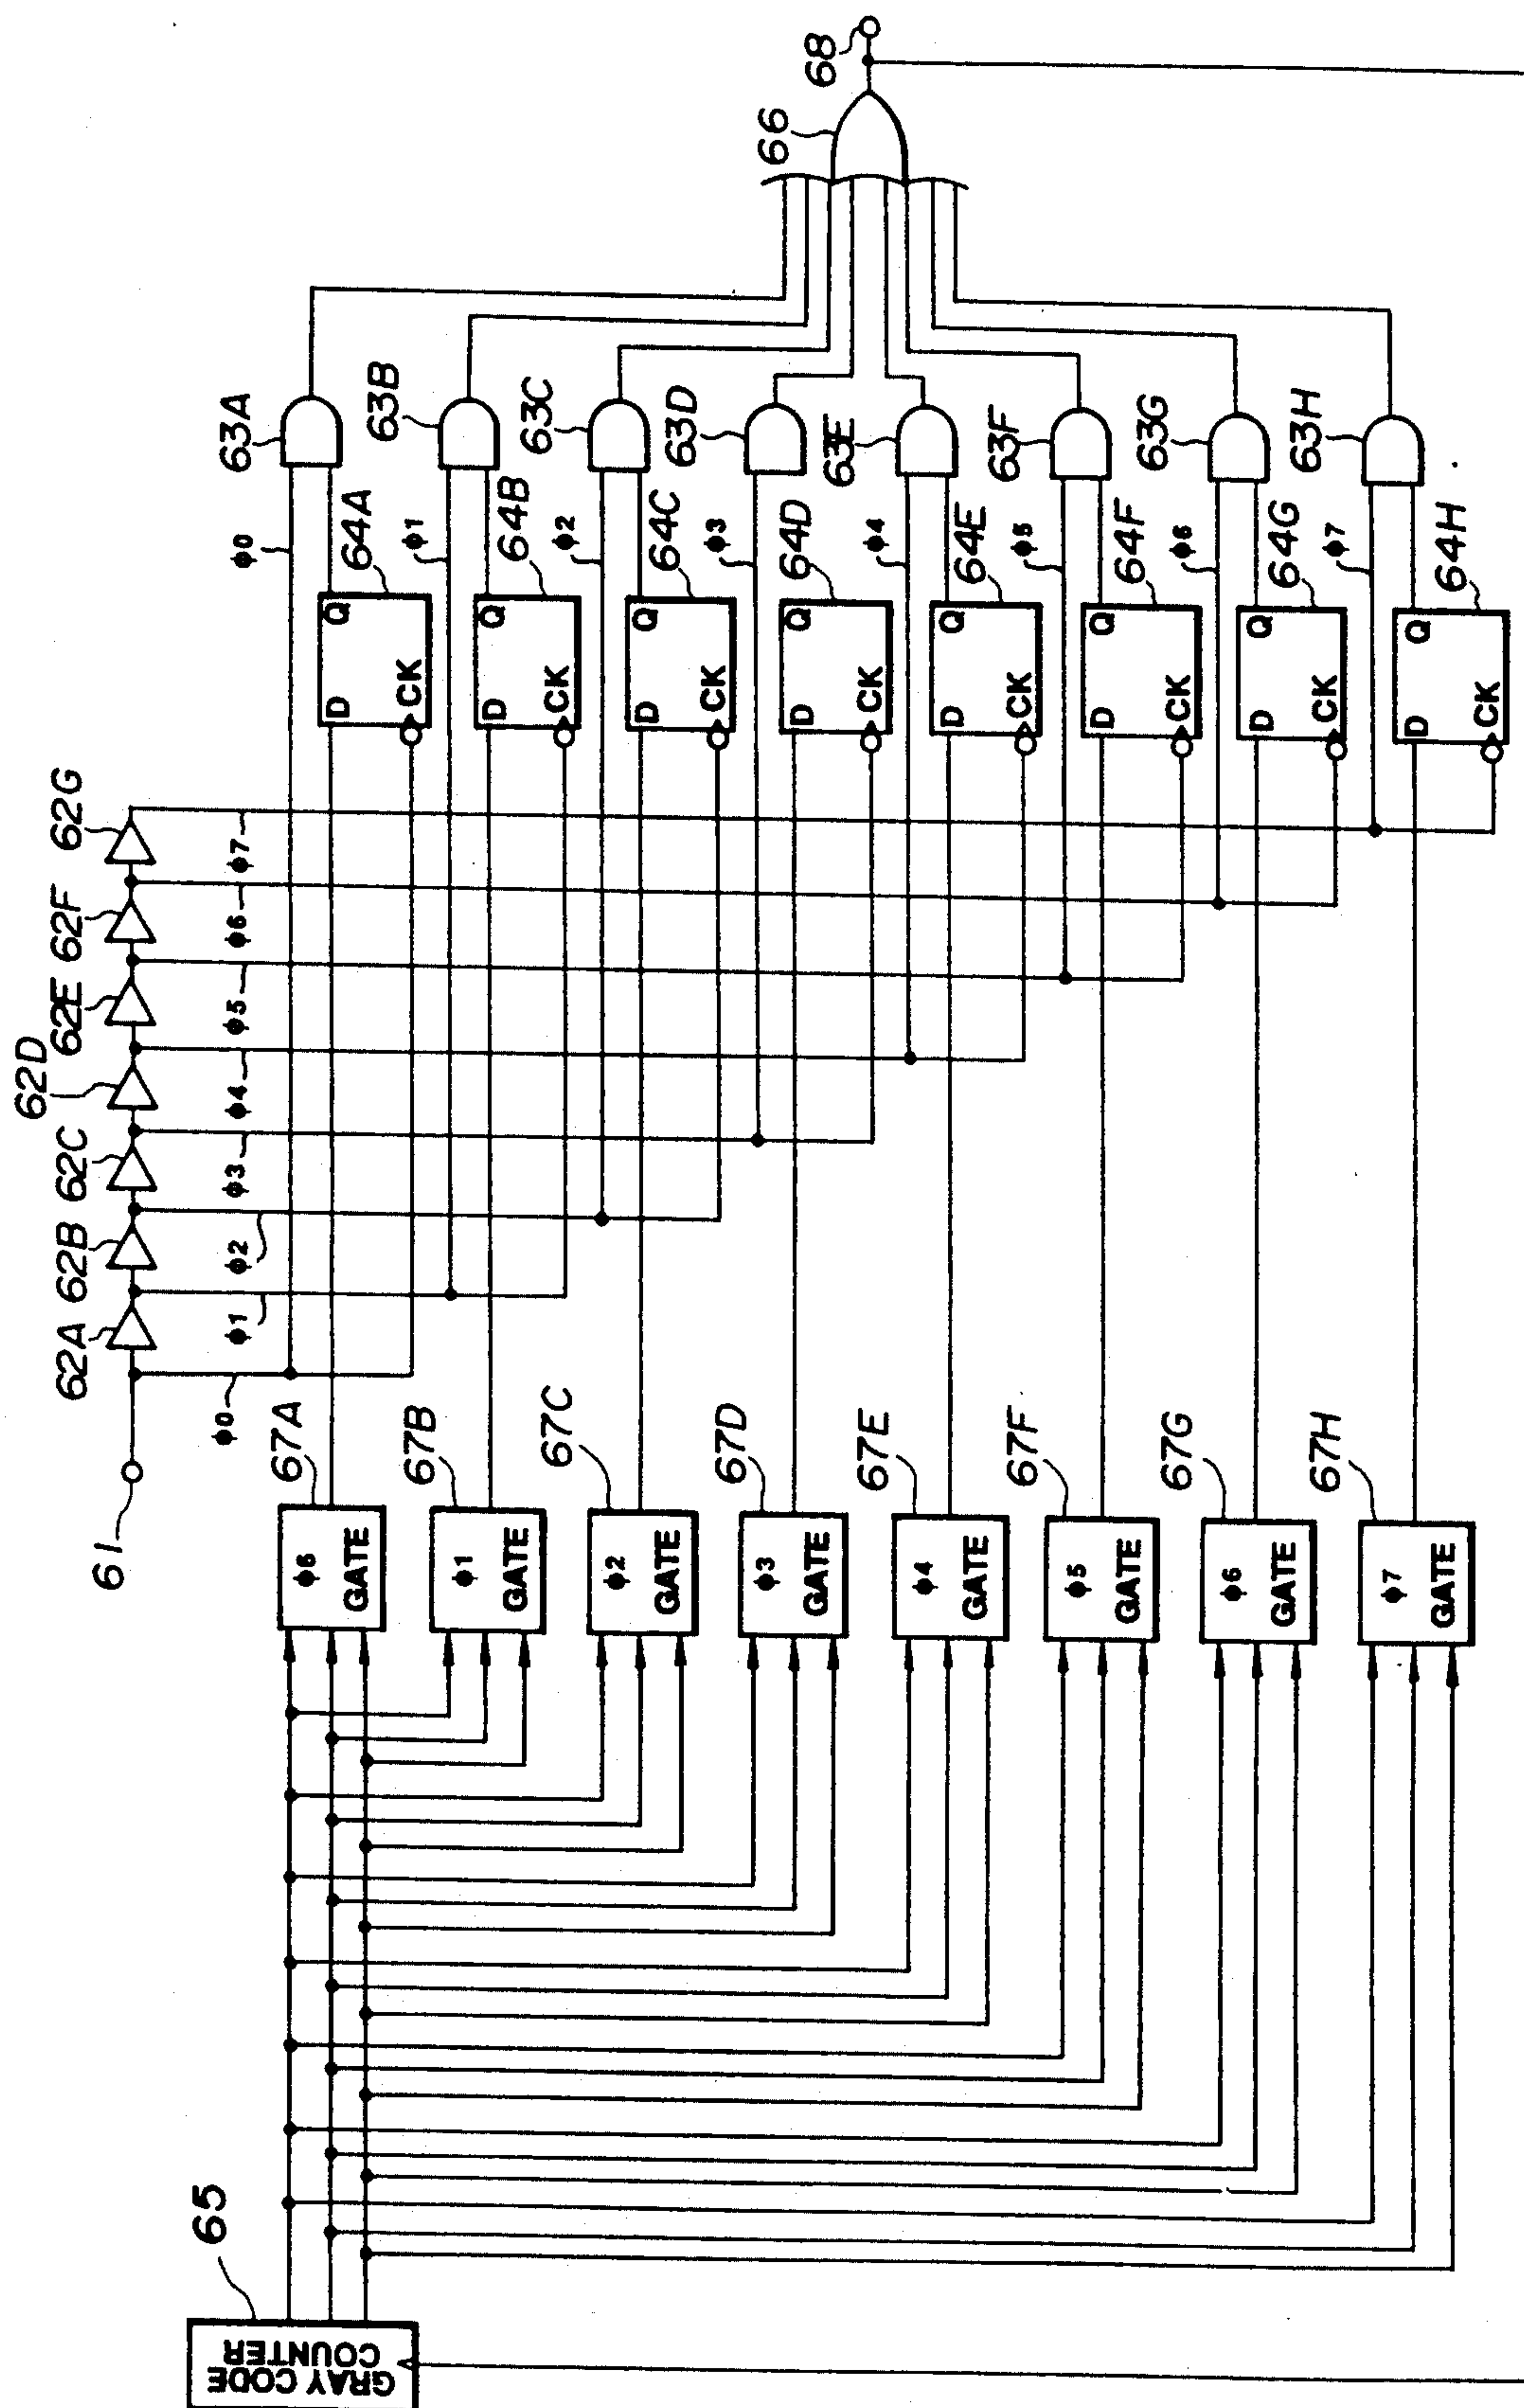 61
62A
62B
62C
62D
62E
62F
62G
φ0
φ1
φ2
φ3
φ4
φ5
φ6
φ7
65
GRAY CODE
COUNTER
67A
φ6
GATE
67B
φ1
GATE
67C
φ2
GATE
67D
φ3
GATE
67E
φ4
GATE
67F
φ5
GATE
67G
φ6
GATE
67H
φ7
GATE
D Q
CK
64A
D Q
CK
64B
D Q
CK
64C
D Q
CK
64D
D Q
CK
64E
D Q
CK
64F
D Q
CK
64G
D Q
CK
64H
φ0
φ1
φ2
φ3
φ4
φ5
φ6
φ7
63A
63B
63C
63D
63E
63F
63G
63H
66
68